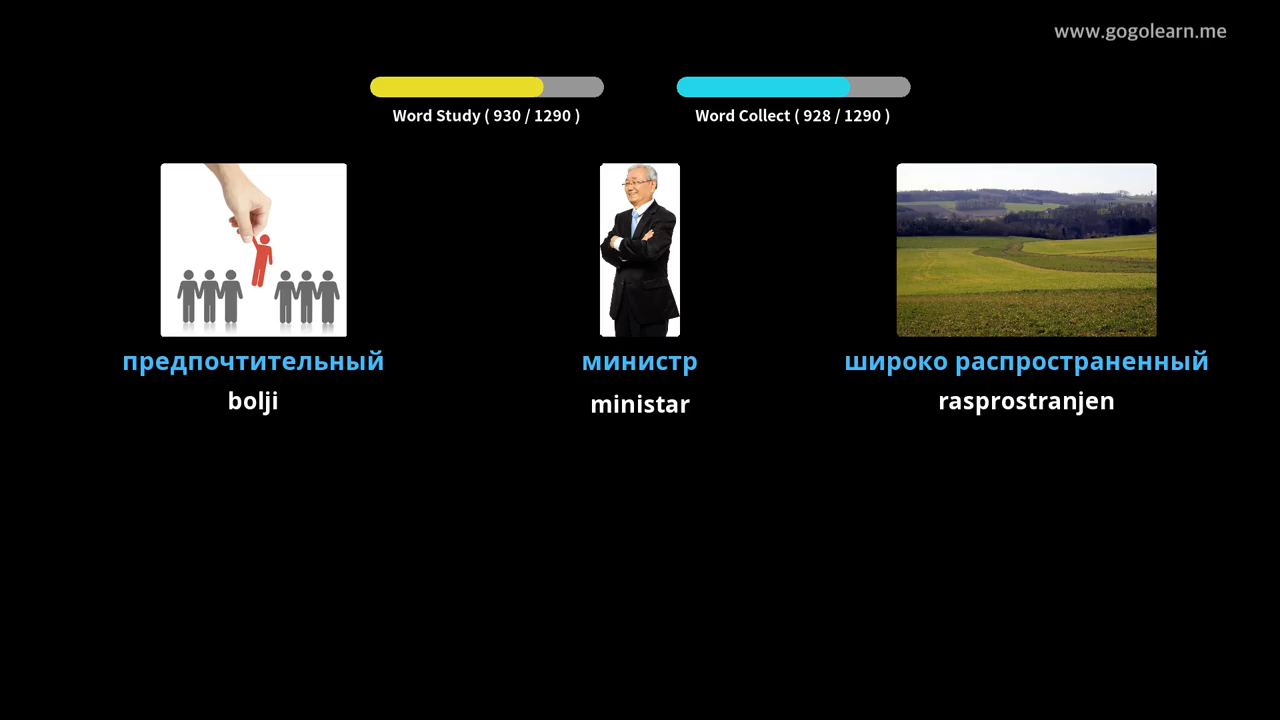 www.gogolearn.me
Word Study ( 930 / 1290 )
Word Collect ( 928 / 1290 )
предпочтительный
bolji
министр
ministar
широко распространенный
rasprostranjen